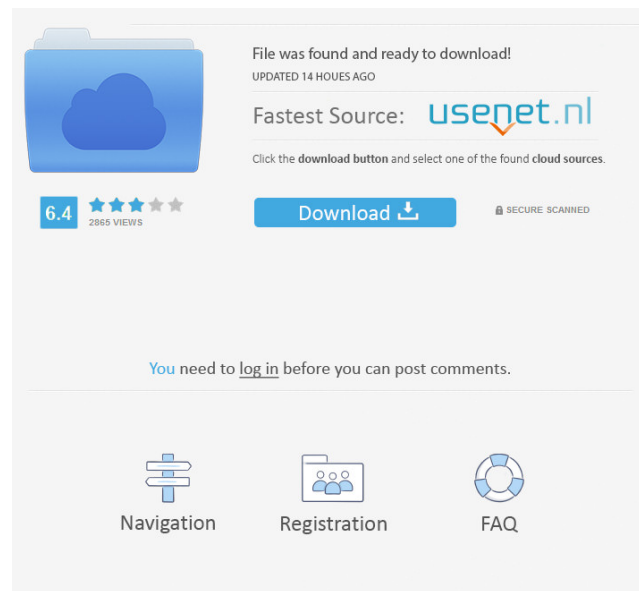 File was found and ready to download!
UPDATED 14 HOUES AGO
Fastest Source: usenet.nl
Click the download button and select one of the found cloud sources.
6.4
2865 VIEWS
Download
SECURE SCANNED
You need to log in before you can post comments.
Navigation
Registration
FAQ